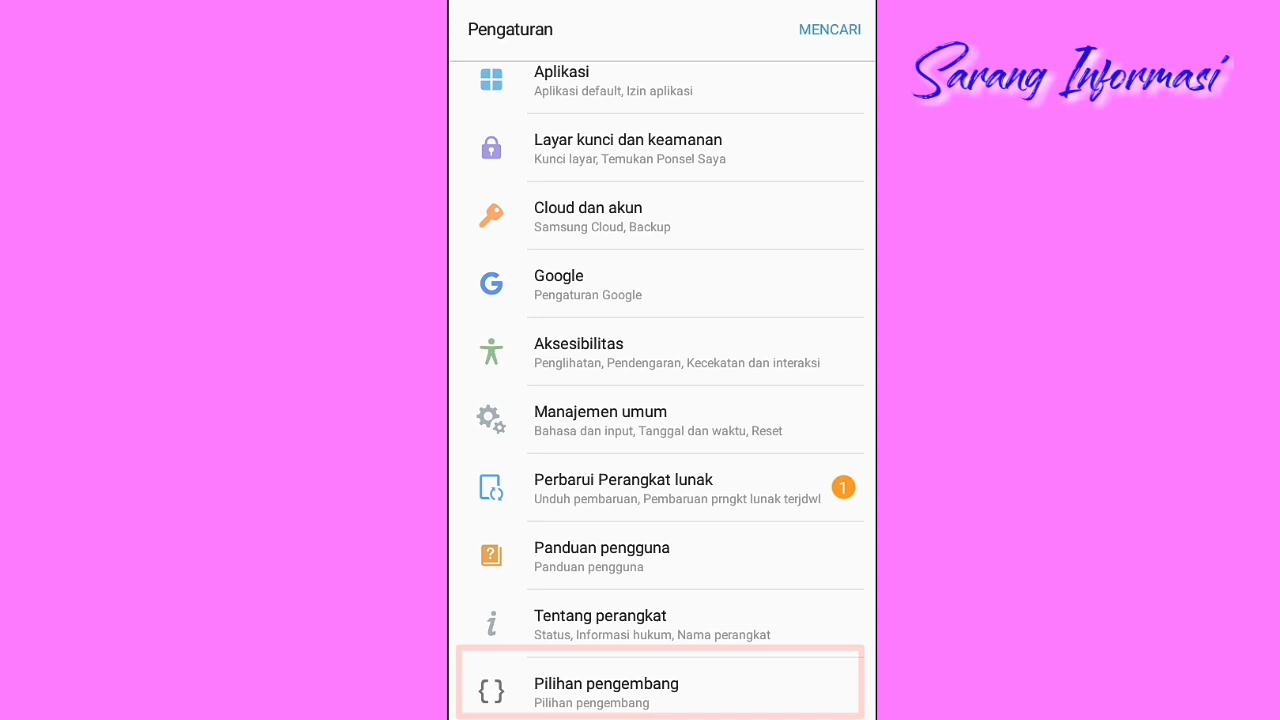 Pengaturan
MENCARI
Sarang Informasi
Aplikasi
Aplikasi default, Izin aplikasi
Layar kunci dan keamanan
Kunci layar, Temukan Ponsel Saya
Cloud dan akun
Samsung Cloud, Backup
Google
Pengaturan Google
Aksesibilitas
Penglihatan, Pendengaran, Kecekatan dan interaksi
Manajemen umum
Bahasa dan input, Tanggal dan waktu, Reset
Perbarui Perangkat lunak
Unduh pembaruan, Pembaruan prngkt lunak terjdwl
1
Panduan pengguna
Panduan pengguna
Tentang perangkat
Status, Informasi hukum, Nama perangkat
Pilihan pengembang
Pilihan pengembang